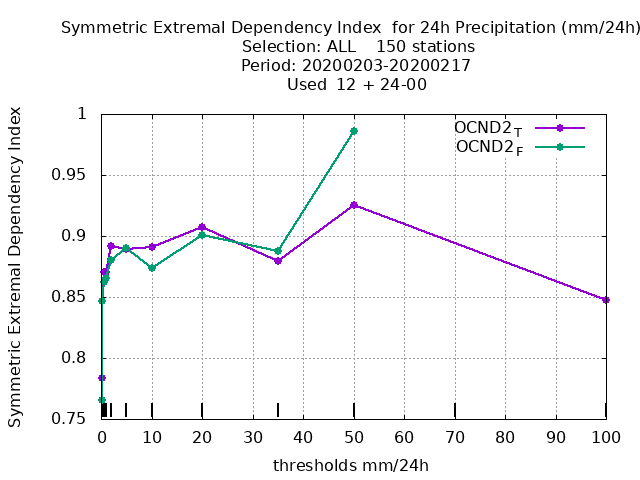 Symmetric Extremal Dependency Index  for 24h Precipitation (mm/24h)
Selection: ALL    150 stations
Period: 20200203-20200217
Used  12 + 24-00
Symmetric Extremal Dependency Index
1
0.95
0.9
0.85
0.8
0.75
OCND2T
OCND2F
0 10 20 30 40 50 60 70 80 90 100
thresholds mm/24h